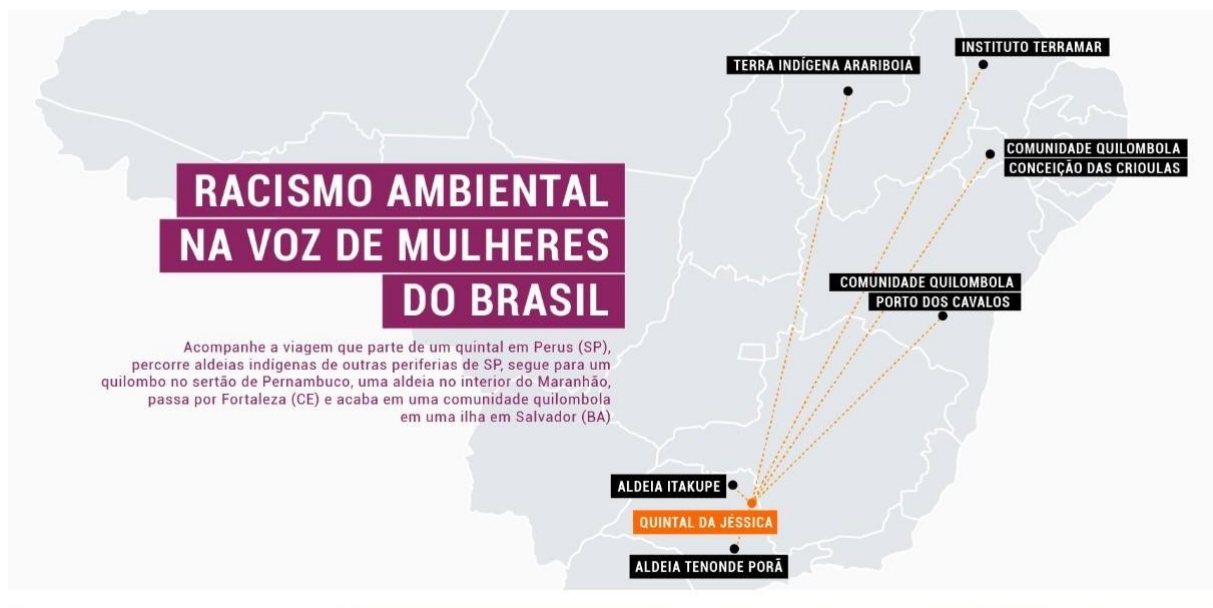 RACISMO AMBIENTAL
NA VOZ DE MULHERES
DO BRASIL
Acompanhe a viagem que parte de um quintal em Perus (SP),
percorre aldeias indígenas de outras periferias de SP, segue para um
quilombo no sertão de Pernambuco, uma aldeia no interior do Maranhão,
passa por Fortaleza (CE) e acaba em uma comunidade quilombola
em uma ilha em Salvador (BA)
INSTITUTO TERRAMAR
TERRA INDÍGENA ARARIBOIA
COMUNIDADE QUILOMBOLA
CONCEIÇÃO DAS CRIOULAS
COMUNIDADE QUILOMBOLA
PORTO DOS CAVALOS
ALDEIA ITAKUPE
QUINTAL DA JÉSSICA
ALDEIA TENONDE PORÃ